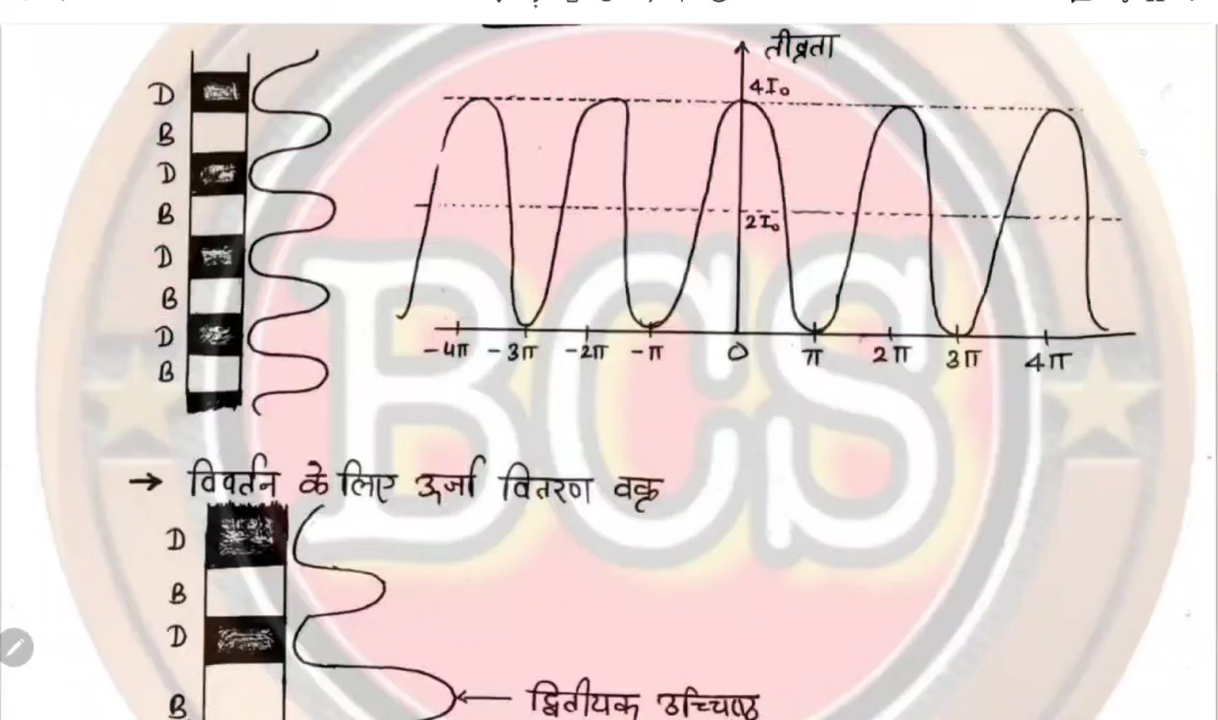 तीव्रता
4I₀
D
B
D
B
2I₀
D
B
D
-4π -3π -2π -π 0 π 2π 3π 4π
B
→ विवर्तन के लिए ऊर्जा वितरण वक्र
D
B
D
B ← द्वितीयक उच्चिष्ठ
BCS